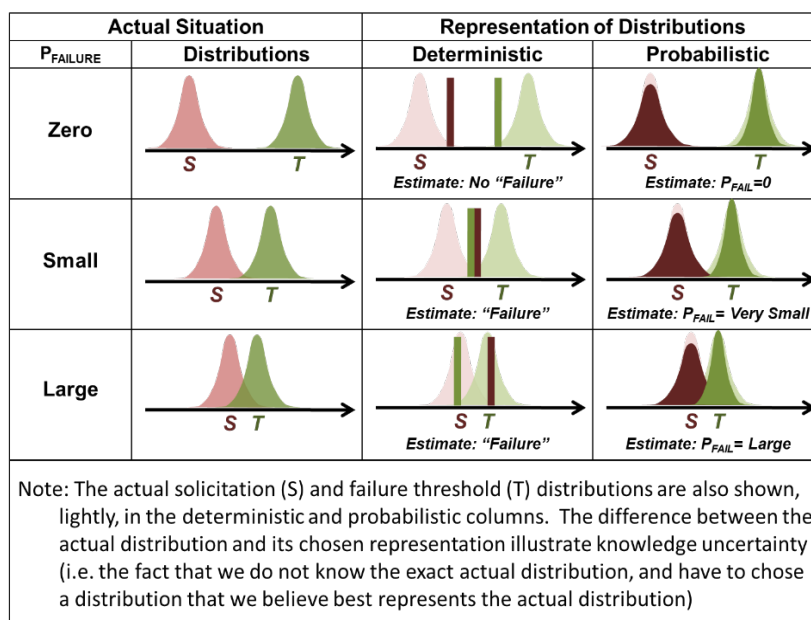 Actual Situation
Representation of Distributions
PFAILURE
Distributions
Deterministic
Probabilistic
Zero
S T
S T
S T
Estimate: No "Failure"
Estimate: PFAIL=0
Small
S T
S T
S T
Estimate: "Failure"
Estimate: PFAIL= Very Small
Large
S T
S T
S T
Estimate: "Failure"
Estimate: PFAIL= Large
Note: The actual solicitation (S) and failure threshold (T) distributions are also shown,
lightly, in the deterministic and probabilistic columns. The difference between the
actual distribution and its chosen representation illustrate knowledge uncertainty
(i.e. the fact that we do not know the exact actual distribution, and have to chose
a distribution that we believe best represents the actual distribution)